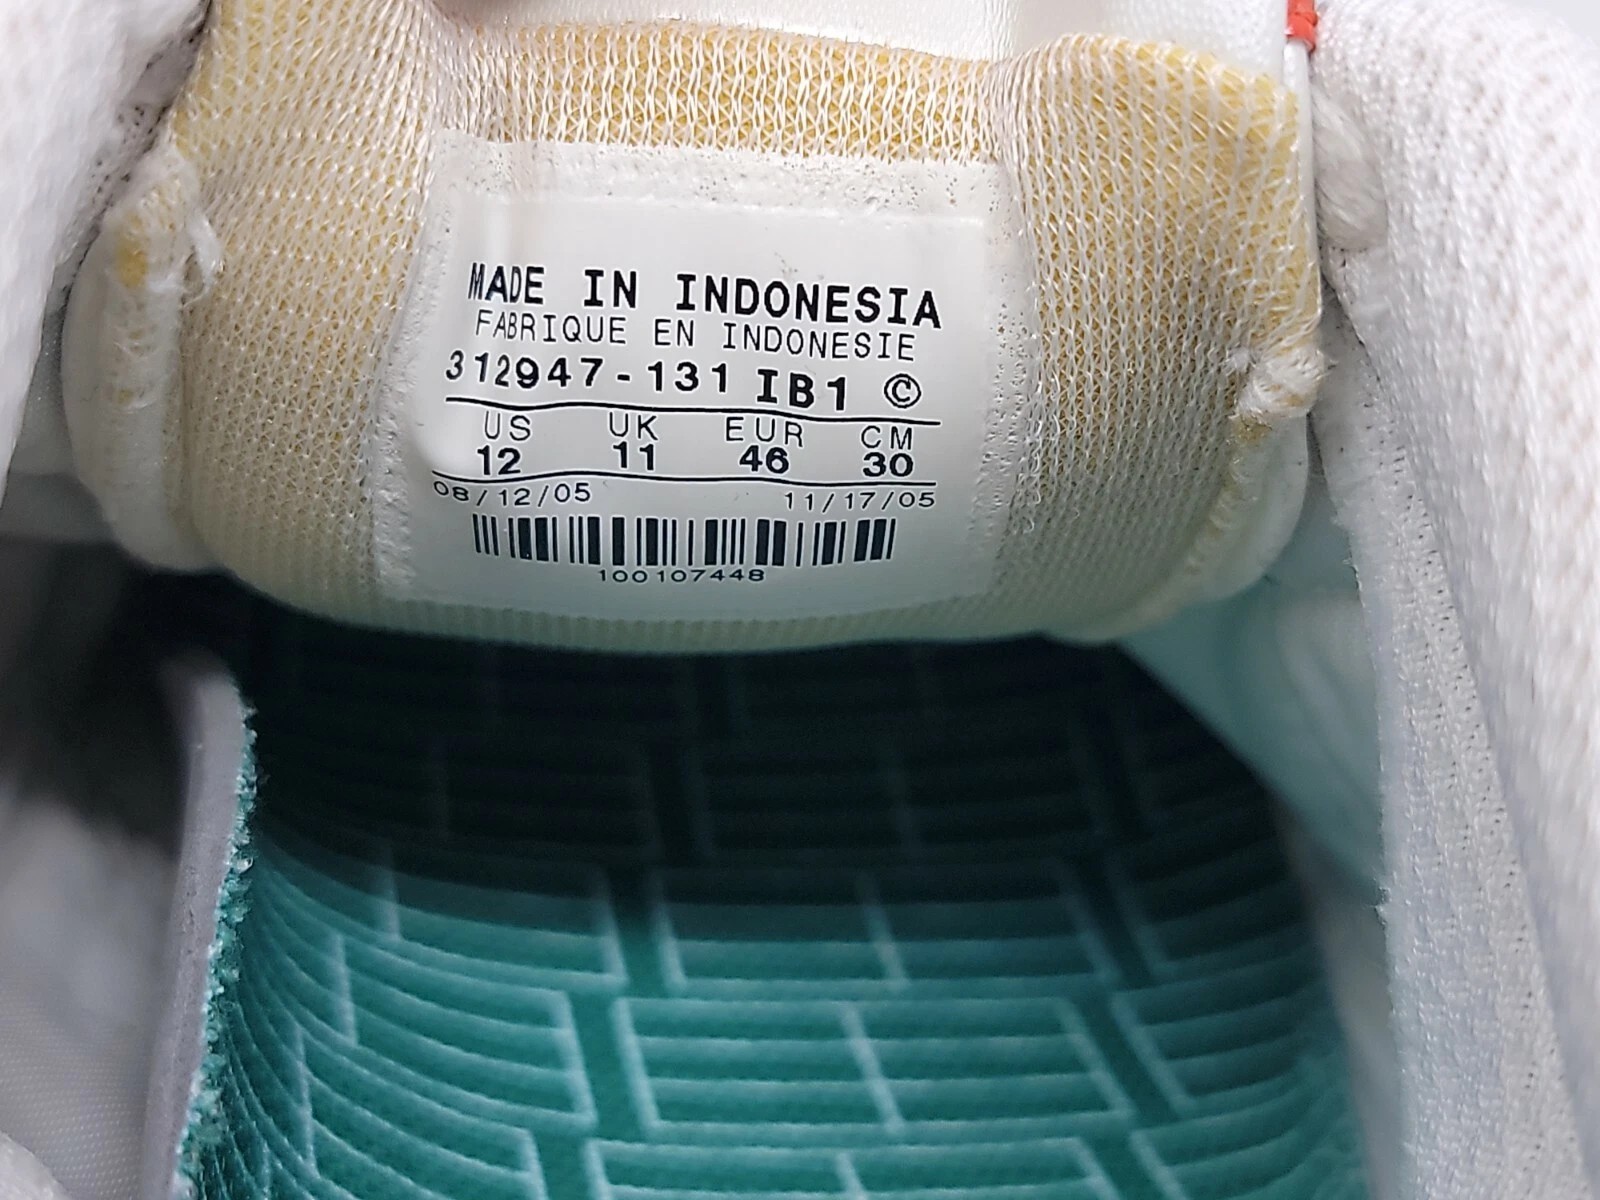 MADE IN INDONESIA
FABRIQUE EN INDONESIE
312947-131 IB1 ©
US UK EUR CM
12 11 46 30
08/12/05 11/17/05
100107448